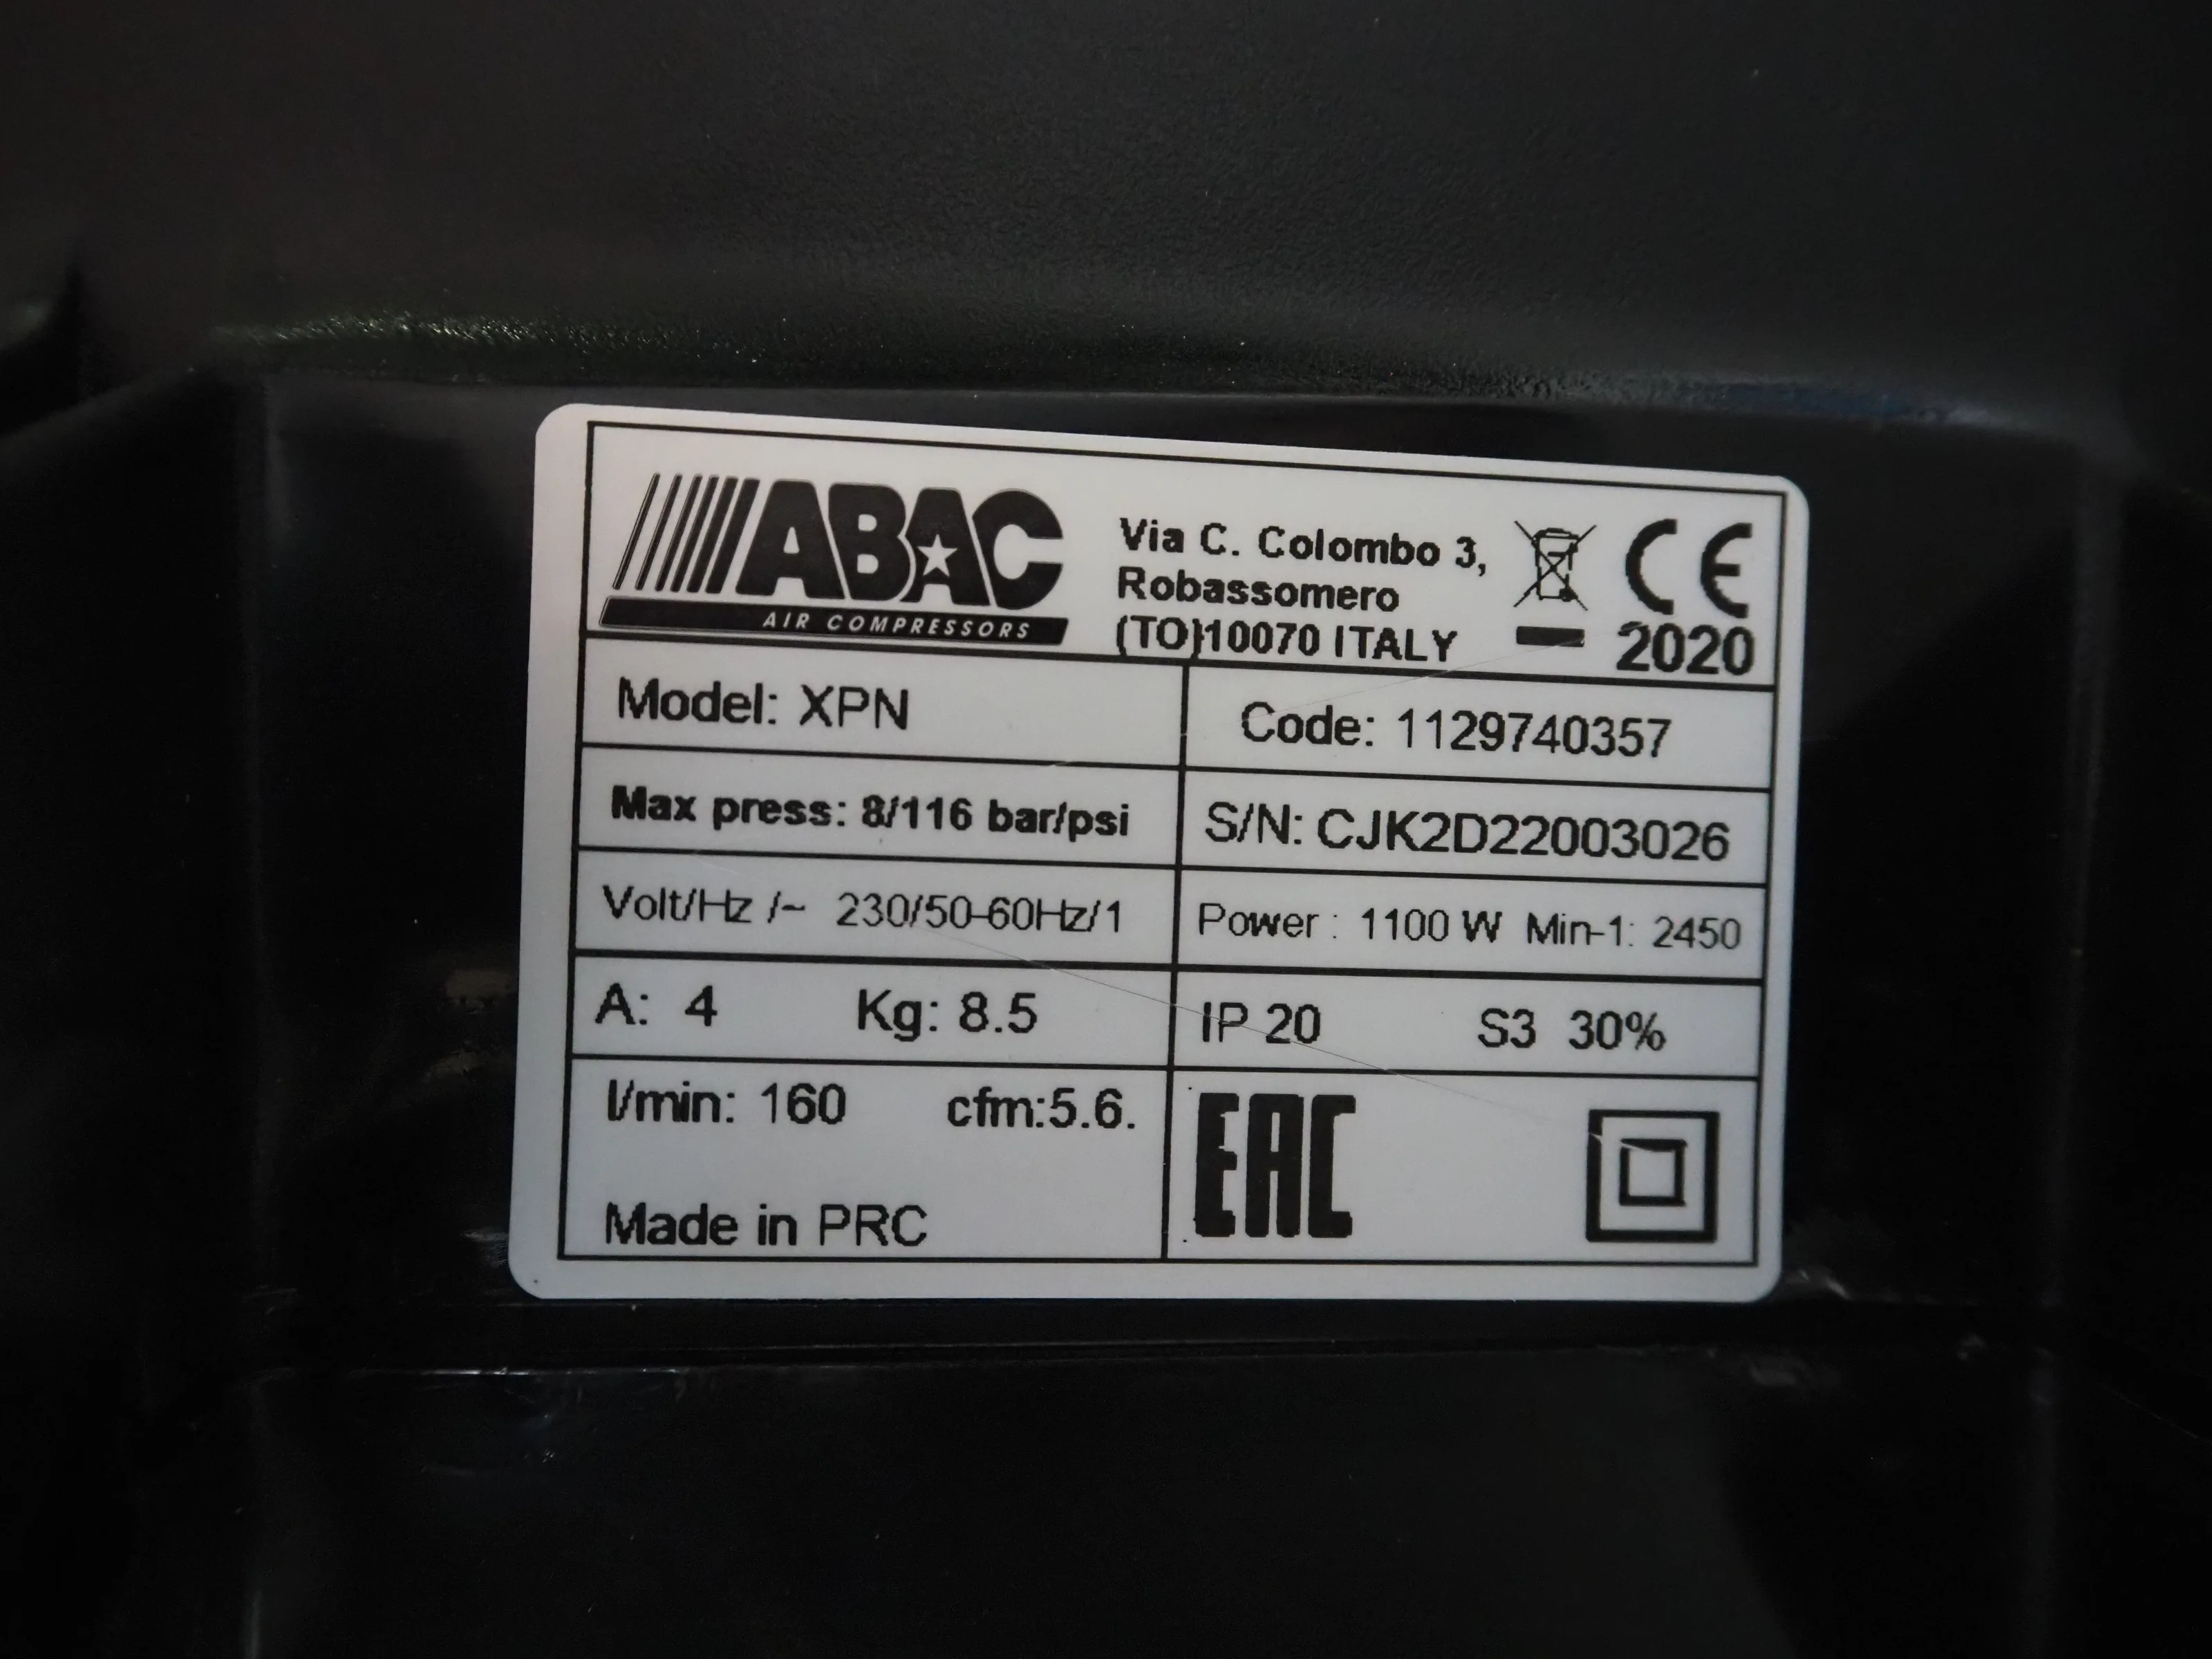 ABAC
AIR COMPRESSORS
Via C. Colombo 3,
Robassomero
(TO)10070 ITALY
CE
2020
Model: XPN
Code: 1129740357
Max press: 8/116 bar/psi
S/N: CJK2D22003026
Volt/Hz /~ 230/50-60Hz/1
Power : 1100 W Min-1: 2450
A: 4 Kg: 8.5
IP 20 S3 30%
l/min: 160 cfm:5.6.
Made in PRC
EAC